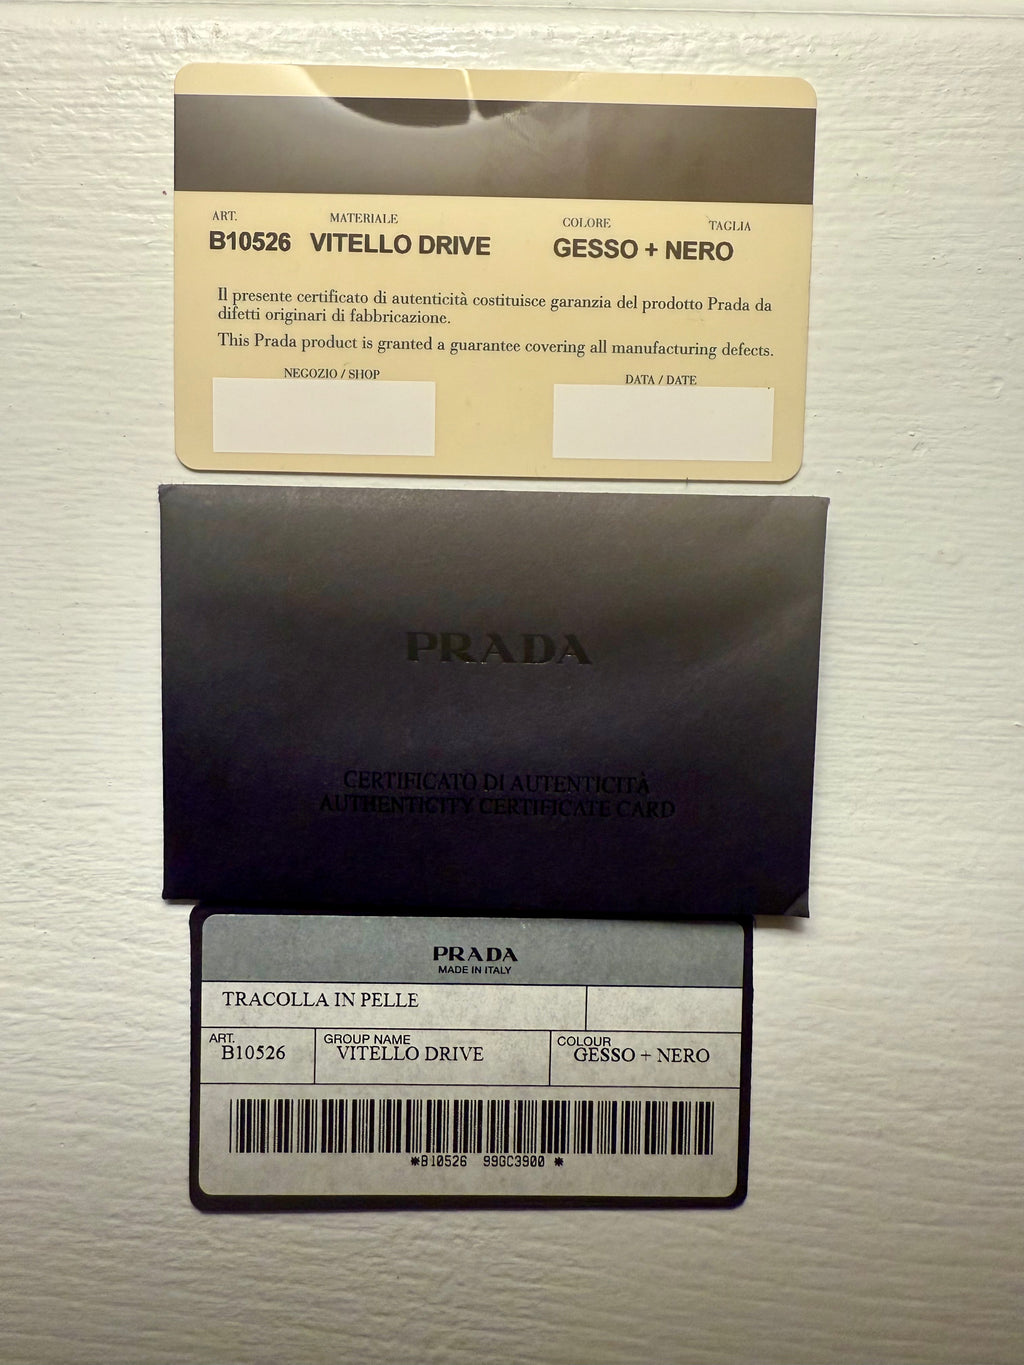 ART. MATERIALE COLORE TAGLIA
B10526 VITELLO DRIVE GESSO + NERO
Il presente certificato di autenticità costituisce garanzia del prodotto Prada da
difetti originari di fabbricazione.
This Prada product is granted a guarantee covering all manufacturing defects.
NEGOZIO / SHOP DATA / DATE
PRADA
CERTIFICATO DI AUTENTICITÀ
AUTHENTICITY CERTIFICATE CARD
PRADA
MADE IN ITALY
TRACOLLA IN PELLE
ART. GROUP NAME COLOUR
B10526 VITELLO DRIVE GESSO + NERO
*B10526 99GC3900 *